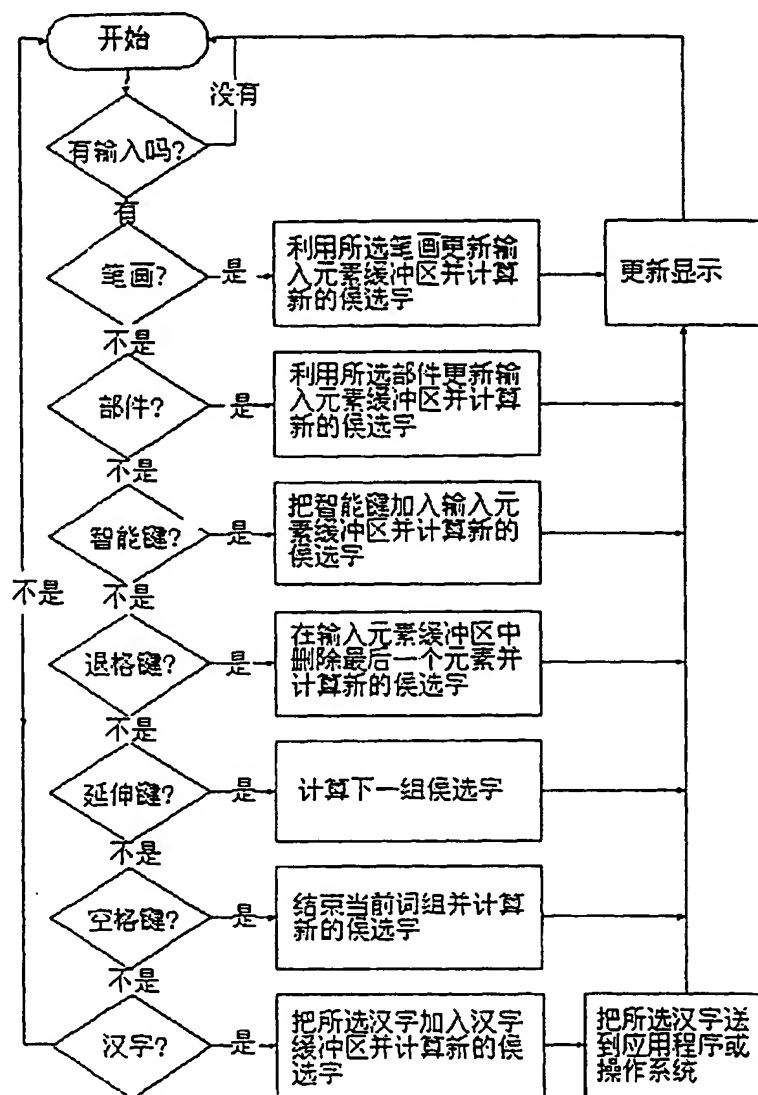 开始
没有
有输入吗?
有
笔画?
是
利用所选笔画更新输
入元素缓冲区并计算
新的侯选字
更新显示
不是
部件?
是
利用所选部件更新输
入元素缓冲区并计算
新的侯选字
不是
智能键?
是
把智能键加入输入元
素缓冲区并计算新的
侯选字
不是
不是
退格键?
是
在输入元素缓冲区中
删除最后一个元素并
计算新的侯选字
不是
延伸键?
是
计算下一组侯选字
不是
空格键?
是
结束当前词组并计算
新的侯选字
不是
汉字?
是
把所选汉字加入汉字
缓冲区并计算新的侯
选字
把所选汉字送
到应用程序或
操作系统